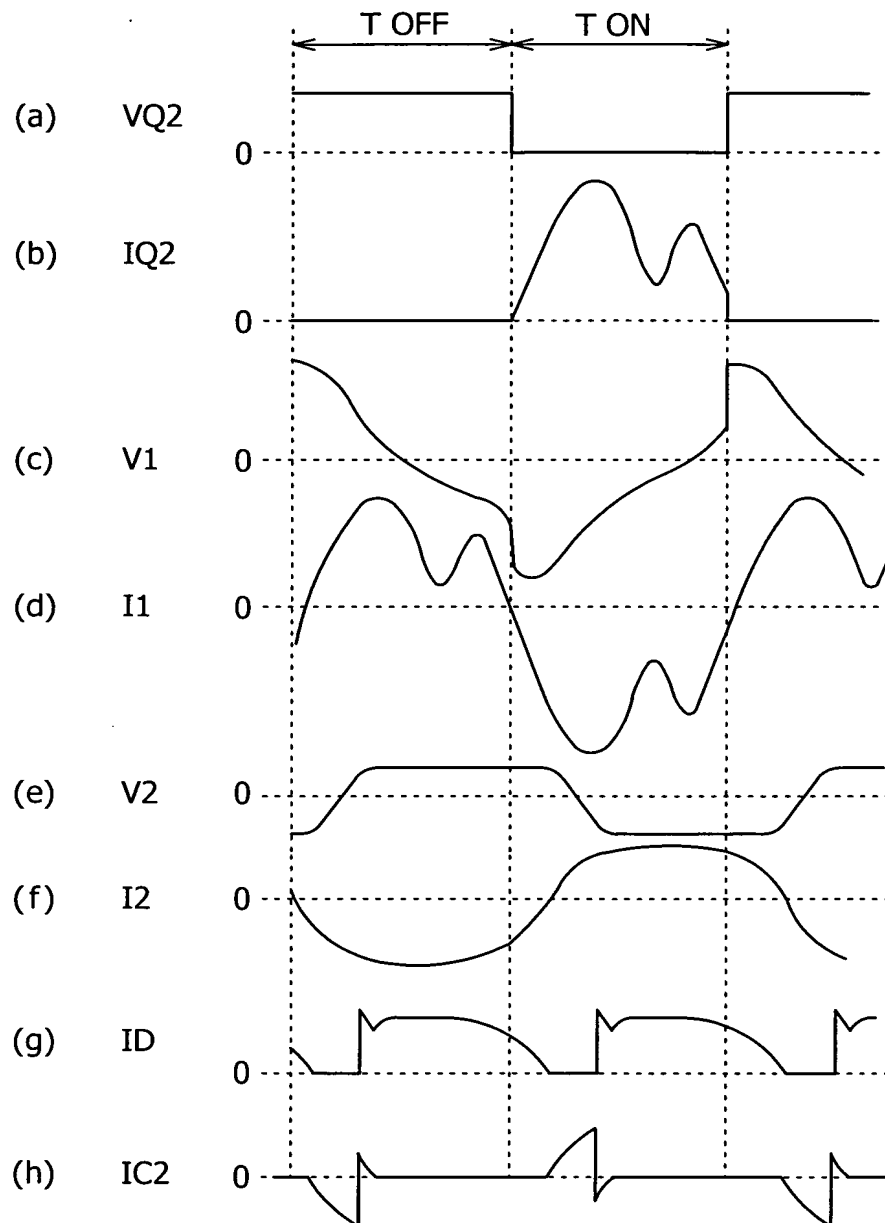 T OFF T ON
(a) VQ2
0
(b) IQ2
0
(c) V1 0
(d) I1 0
(e) V2 0
(f) I2 0
(g) ID
0
(h) IC2 0